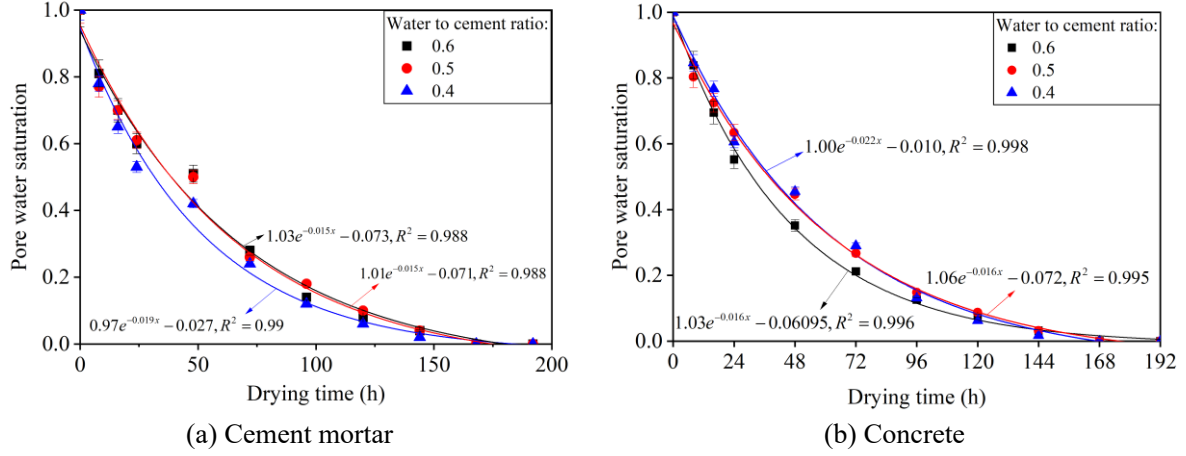 1.0
0.8
0.6
0.4
0.2
0.0
Pore water saturation
Water to cement ratio:
0.6
0.5
0.4
1.03e^{-0.015x} − 0.073, R^2 = 0.988
1.01e^{-0.015x} − 0.071, R^2 = 0.988
0.97e^{-0.019x} − 0.027, R^2 = 0.99
0 50 100 150 200
Drying time (h)
(a) Cement mortar
1.0
0.8
0.6
0.4
0.2
0.0
Pore water saturation
Water to cement ratio:
0.6
0.5
0.4
1.00e^{-0.022x} − 0.010, R^2 = 0.998
1.06e^{-0.016x} − 0.072, R^2 = 0.995
1.03e^{-0.016x} − 0.06095, R^2 = 0.996
0 24 48 72 96 120 144 168 192
Drying time (h)
(b) Concrete